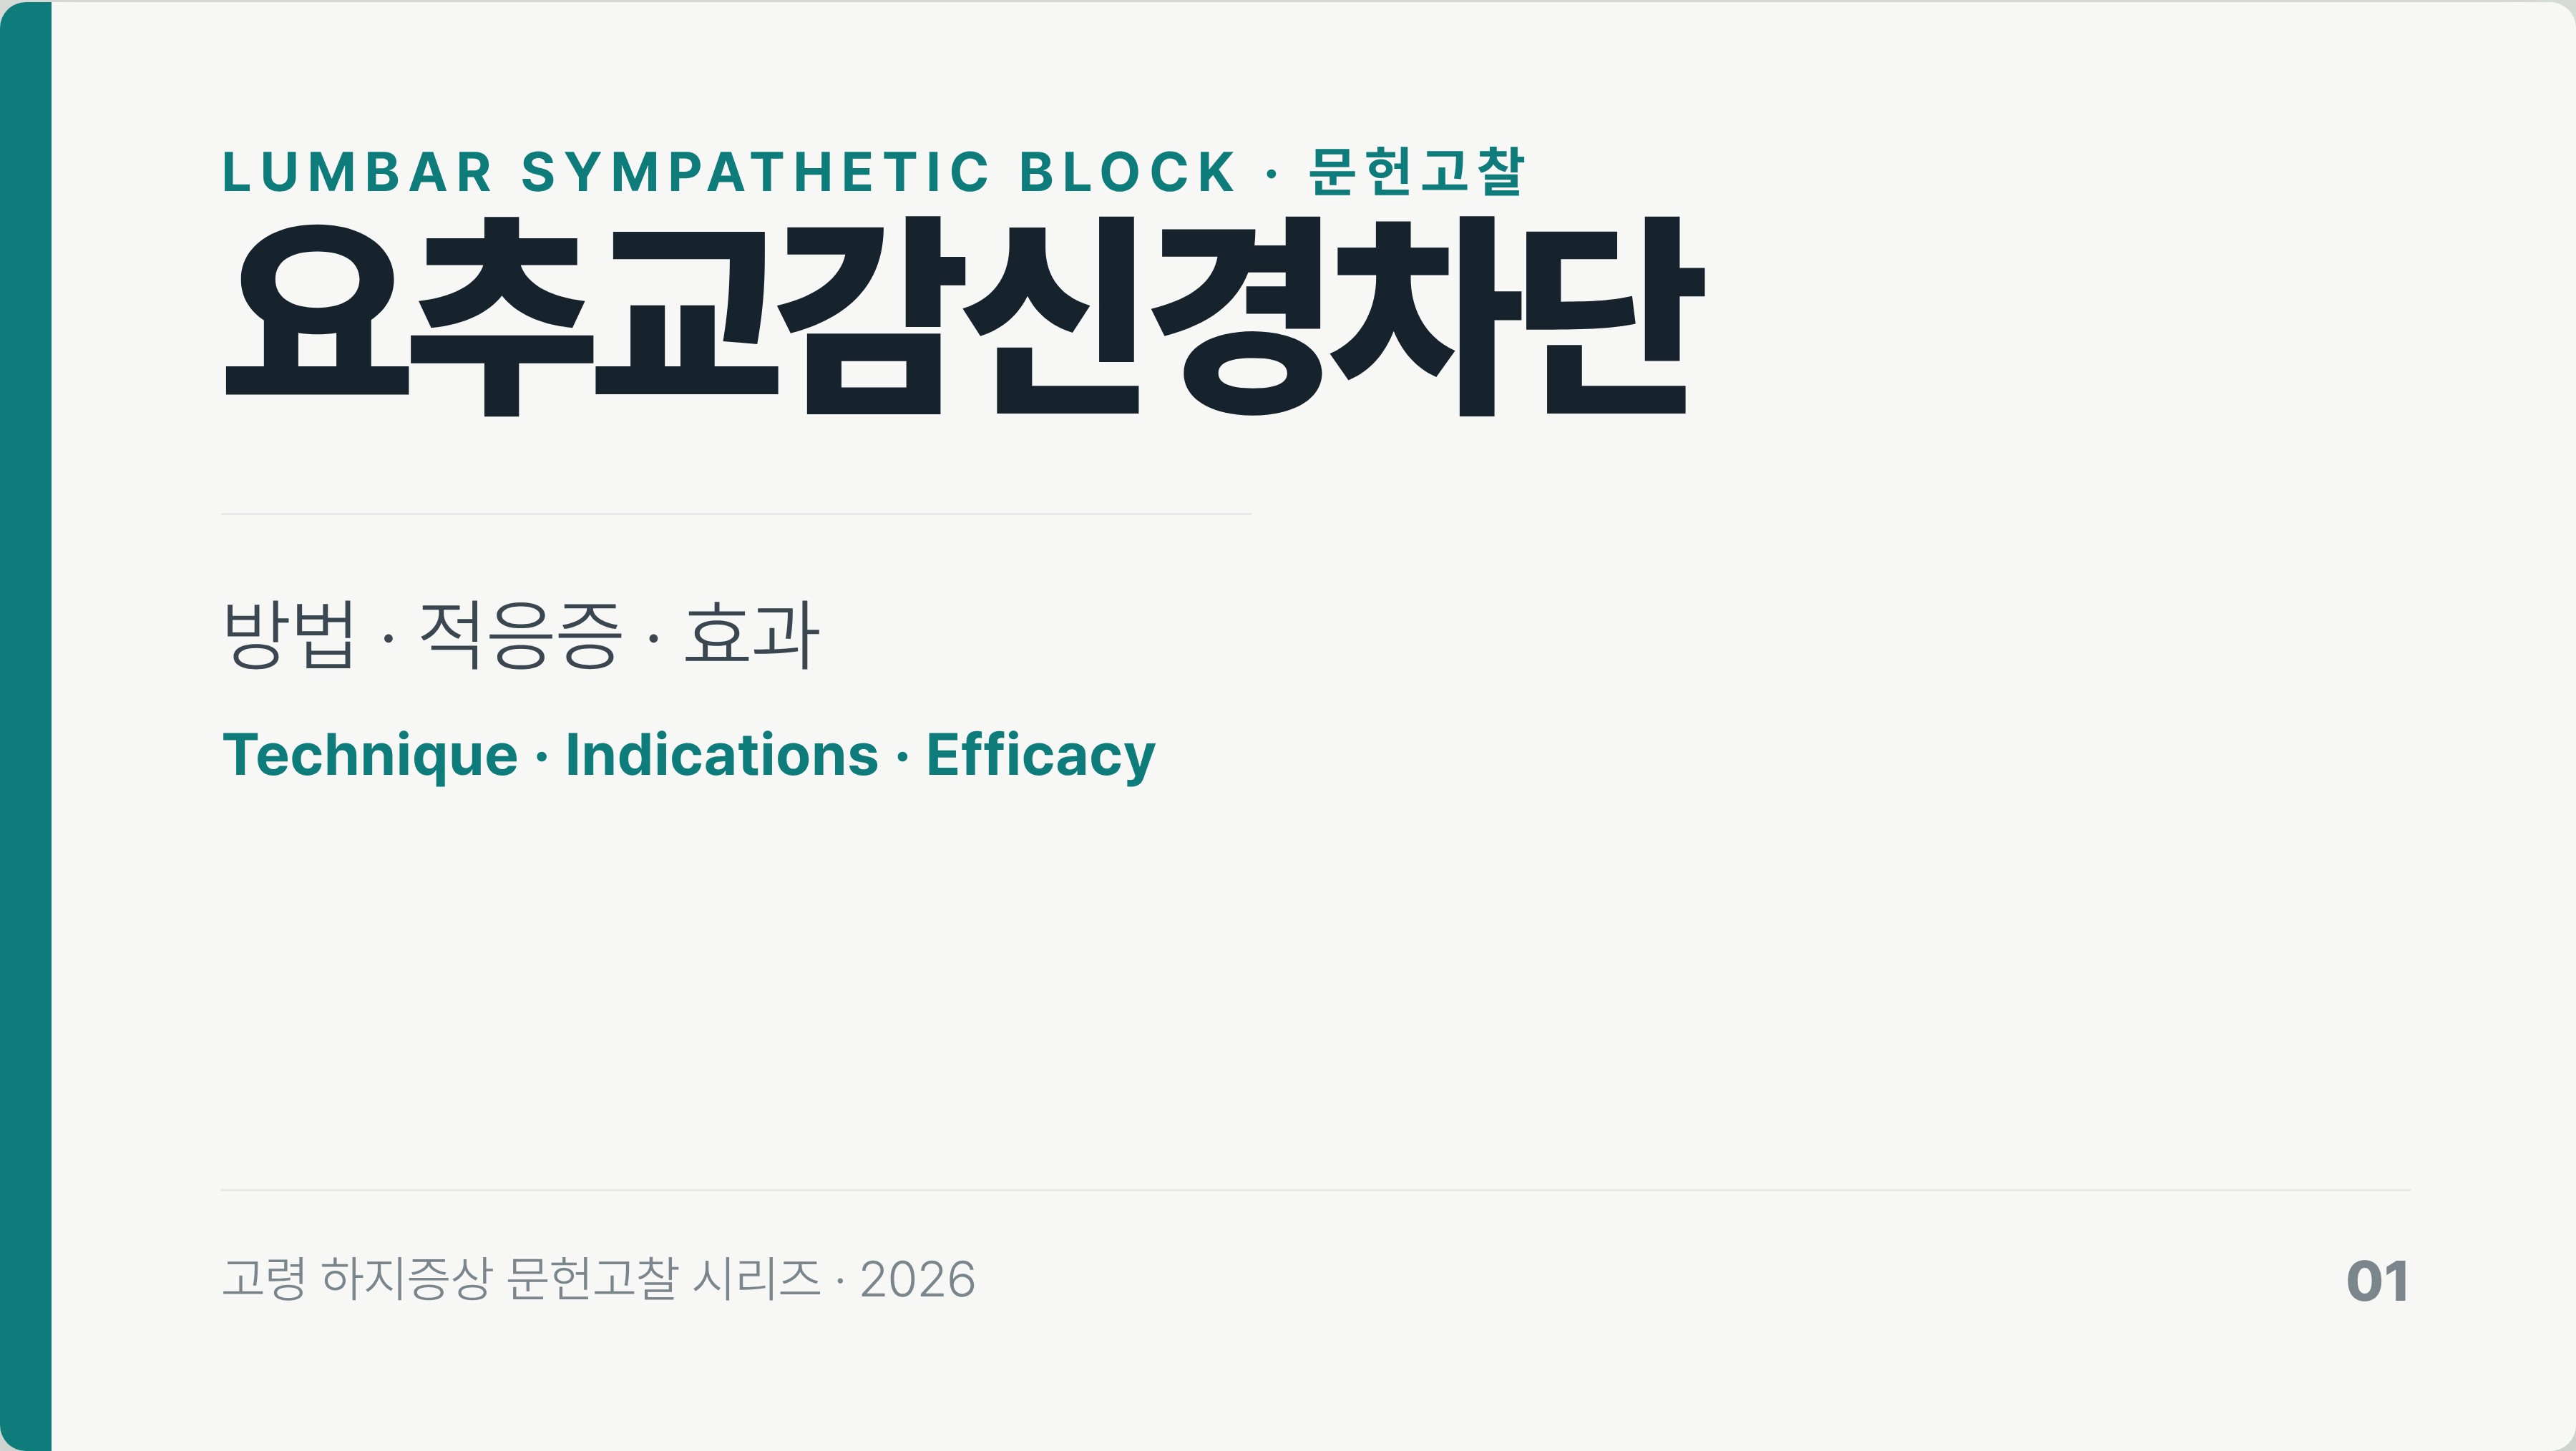 LUMBAR SYMPATHETIC BLOCK · 문헌고찰
요추교감신경차단
방법 · 적응증 · 효과
Technique · Indications · Efficacy
고령 하지증상 문헌고찰 시리즈 · 2026
01